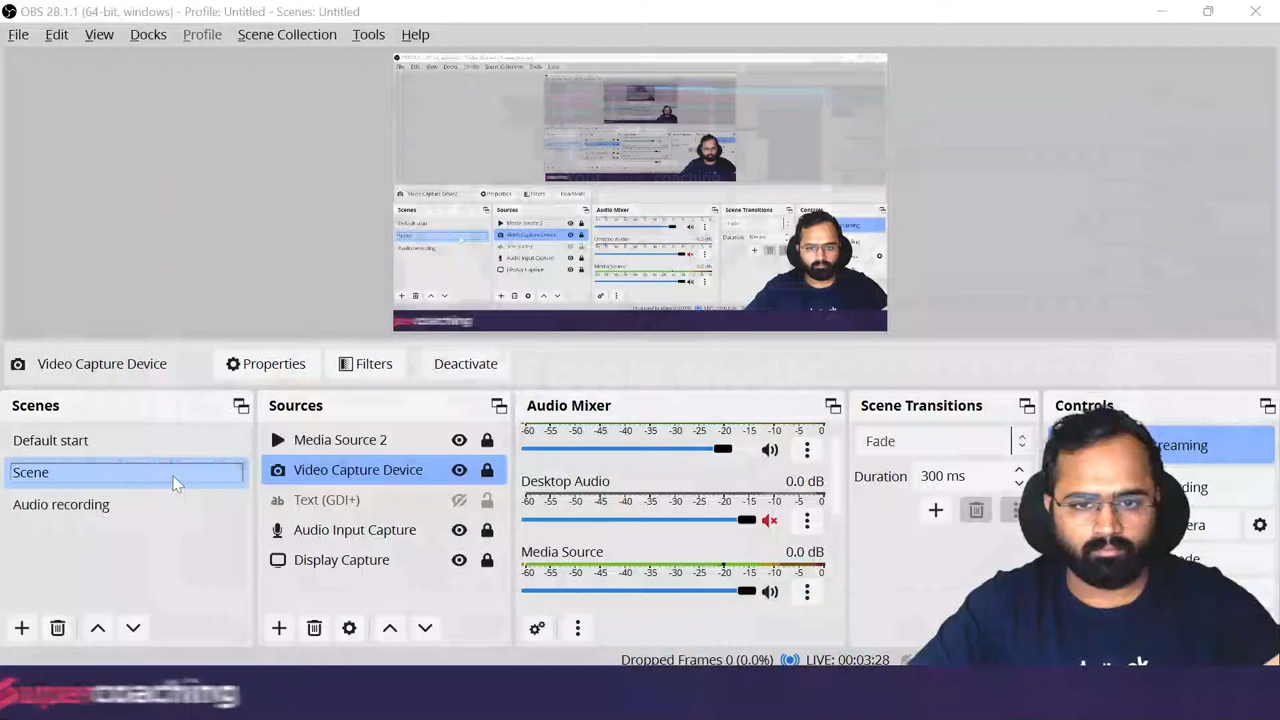 OBS 28.1.1 (64-bit, windows) - Profile: Untitled - Scenes: Untitled
File Edit View Docks Profile Scene Collection Tools Help
Video Capture Device Properties Filters Deactivate
Scenes
Default start
Scene
Audio recording
Sources
Media Source 2
Video Capture Device
Text (GDI+)
Audio Input Capture
Display Capture
Audio Mixer
-60 -55 -50 -45 -40 -35 -30 -25 -20 -15 -10 -5 0
Desktop Audio 0.0 dB
-60 -55 -50 -45 -40 -35 -30 -25 -20 -15 -10 -5 0
Media Source 0.0 dB
-60 -55 -50 -45 -40 -35 -30 -25 -20 -15 -10 -5 0
Scene Transitions
Fade
Duration 300 ms
Controls
Dropped Frames 0 (0.0%) LIVE: 00:03:28
Supercoaching